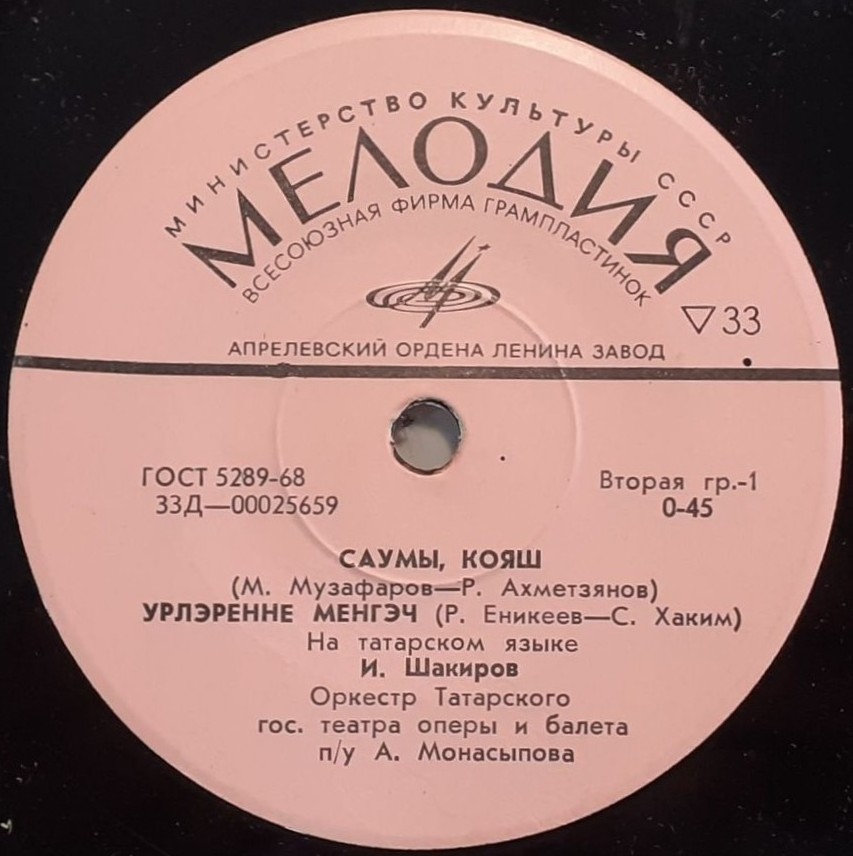 МИНИСТЕРСТВО КУЛЬТУРЫ СССР
МЕЛОДИЯ
ВСЕСОЮЗНАЯ ФИРМА ГРАМПЛАСТИНОК
▽33
АПРЕЛЕВСКИЙ ОРДЕНА ЛЕНИНА ЗАВОД
ГОСТ 5289-68
33Д—00025659
Вторая гр.-1
0-45
САУМЫ, КОЯШ
(М. Музафаров—Р. Ахметзянов)
УРЛЭРЕННЕ МЕНГЭЧ (Р. Еникеев—С. Хаким)
На татарском языке
И. Шакиров
Оркестр Татарского
гос. театра оперы и балета
п/у А. Монасыпова